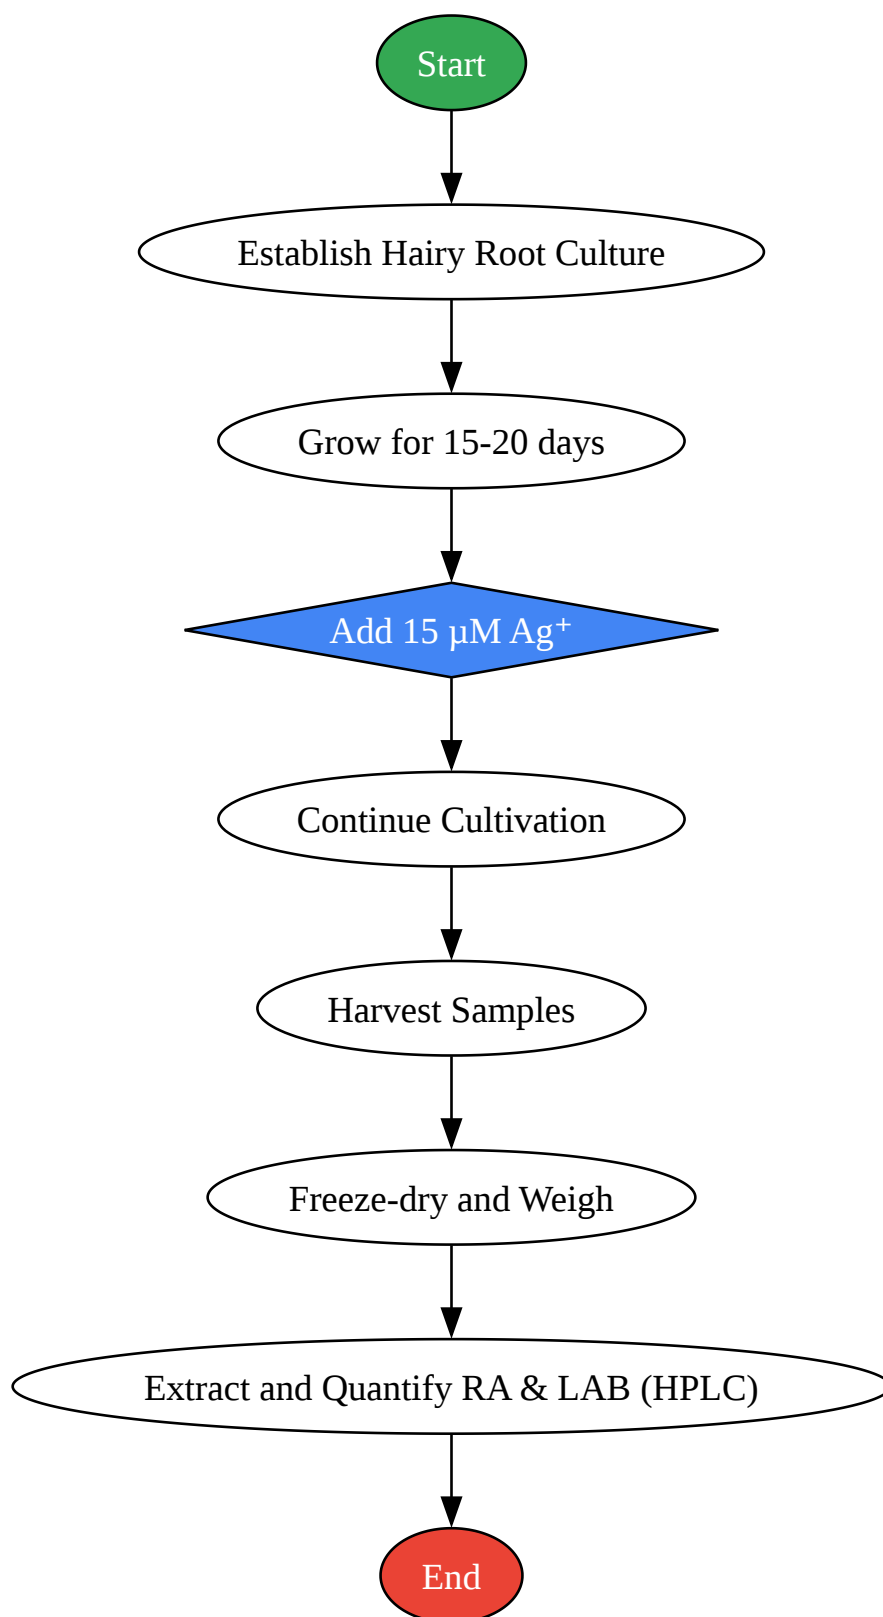 Start
Establish Hairy Root Culture
Grow for 15-20 days
Add 15 µM Ag⁺
Continue Cultivation
Harvest Samples
Freeze-dry and Weigh
Extract and Quantify RA & LAB (HPLC)
End